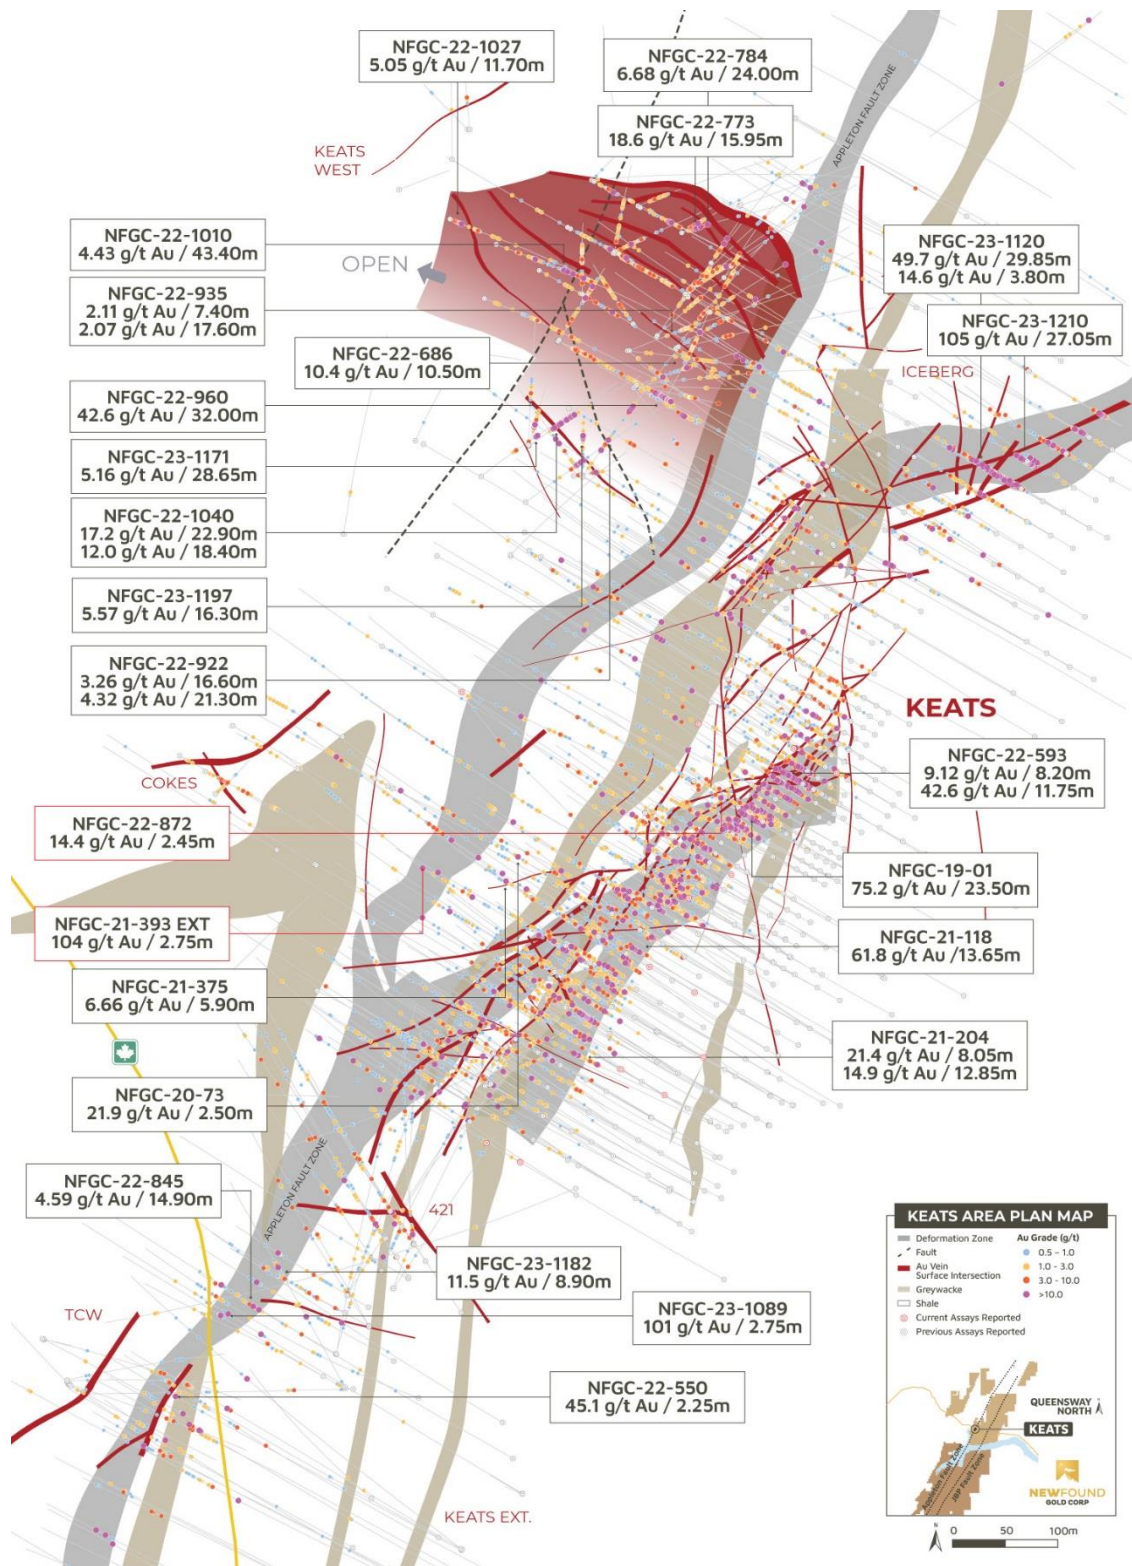 NFGC-22-1027
5.05 g/t Au / 11.70m
NFGC-22-784
6.68 g/t Au / 24.00m
NFGC-22-773
18.6 g/t Au / 15.95m
APPLETON FAULT ZONE
KEATS
WEST
NFGC-22-1010
4.43 g/t Au / 43.40m
OPEN
NFGC-23-1120
49.7 g/t Au / 29.85m
14.6 g/t Au / 3.80m
NFGC-22-935
2.11 g/t Au / 7.40m
2.07 g/t Au / 17.60m
NFGC-23-1210
105 g/t Au / 27.05m
NFGC-22-686
10.4 g/t Au / 10.50m
ICEBERG
NFGC-22-960
42.6 g/t Au / 32.00m
NFGC-23-1171
5.16 g/t Au / 28.65m
NFGC-22-1040
17.2 g/t Au / 22.90m
12.0 g/t Au / 18.40m
NFGC-23-1197
5.57 g/t Au / 16.30m
NFGC-22-922
3.26 g/t Au / 16.60m
4.32 g/t Au / 21.30m
KEATS
NFGC-22-593
9.12 g/t Au / 8.20m
42.6 g/t Au / 11.75m
COKES
NFGC-22-872
14.4 g/t Au / 2.45m
NFGC-19-01
75.2 g/t Au / 23.50m
NFGC-21-393 EXT
104 g/t Au / 2.75m
NFGC-21-118
61.8 g/t Au /13.65m
NFGC-21-375
6.66 g/t Au / 5.90m
NFGC-21-204
21.4 g/t Au / 8.05m
14.9 g/t Au / 12.85m
NFGC-20-73
21.9 g/t Au / 2.50m
APPLETON FAULT ZONE
NFGC-22-845
4.59 g/t Au / 14.90m
421
NFGC-23-1182
11.5 g/t Au / 8.90m
TCW
NFGC-23-1089
101 g/t Au / 2.75m
NFGC-22-550
45.1 g/t Au / 2.25m
KEATS EXT.
KEATS AREA PLAN MAP
Deformation Zone
Fault
Au Vein
Surface Intersection
Greywacke
Shale
Current Assays Reported
Previous Assays Reported
Au Grade (g/t)
0.5 - 1.0
1.0 - 3.0
3.0 - 10.0
>10.0
QUEENSWAY
NORTH
KEATS
Appleton Fault Zone
JBP Fault Zone
NEWFOUND
GOLD CORP
N
0 50 100m